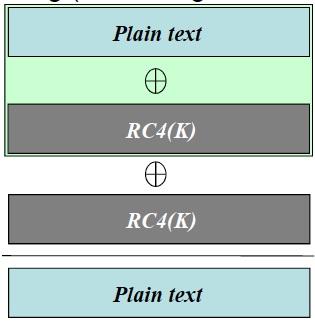 Plain text
⊕
RC4(K)
⊕
RC4(K)
Plain text